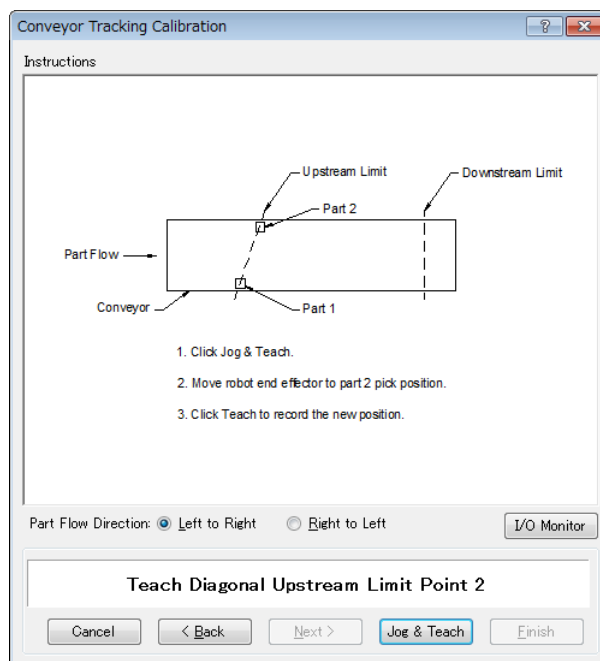 Conveyor Tracking Calibration
Instructions
Upstream Limit
Downstream Limit
Part 2
Part Flow
Conveyor
Part 1
1. Click Jog & Teach.
2. Move robot end effector to part 2 pick position.
3. Click Teach to record the new position.
Part Flow Direction: Left to Right Right to Left I/O Monitor
Teach Diagonal Upstream Limit Point 2
Cancel < Back Next > Jog & Teach Finish